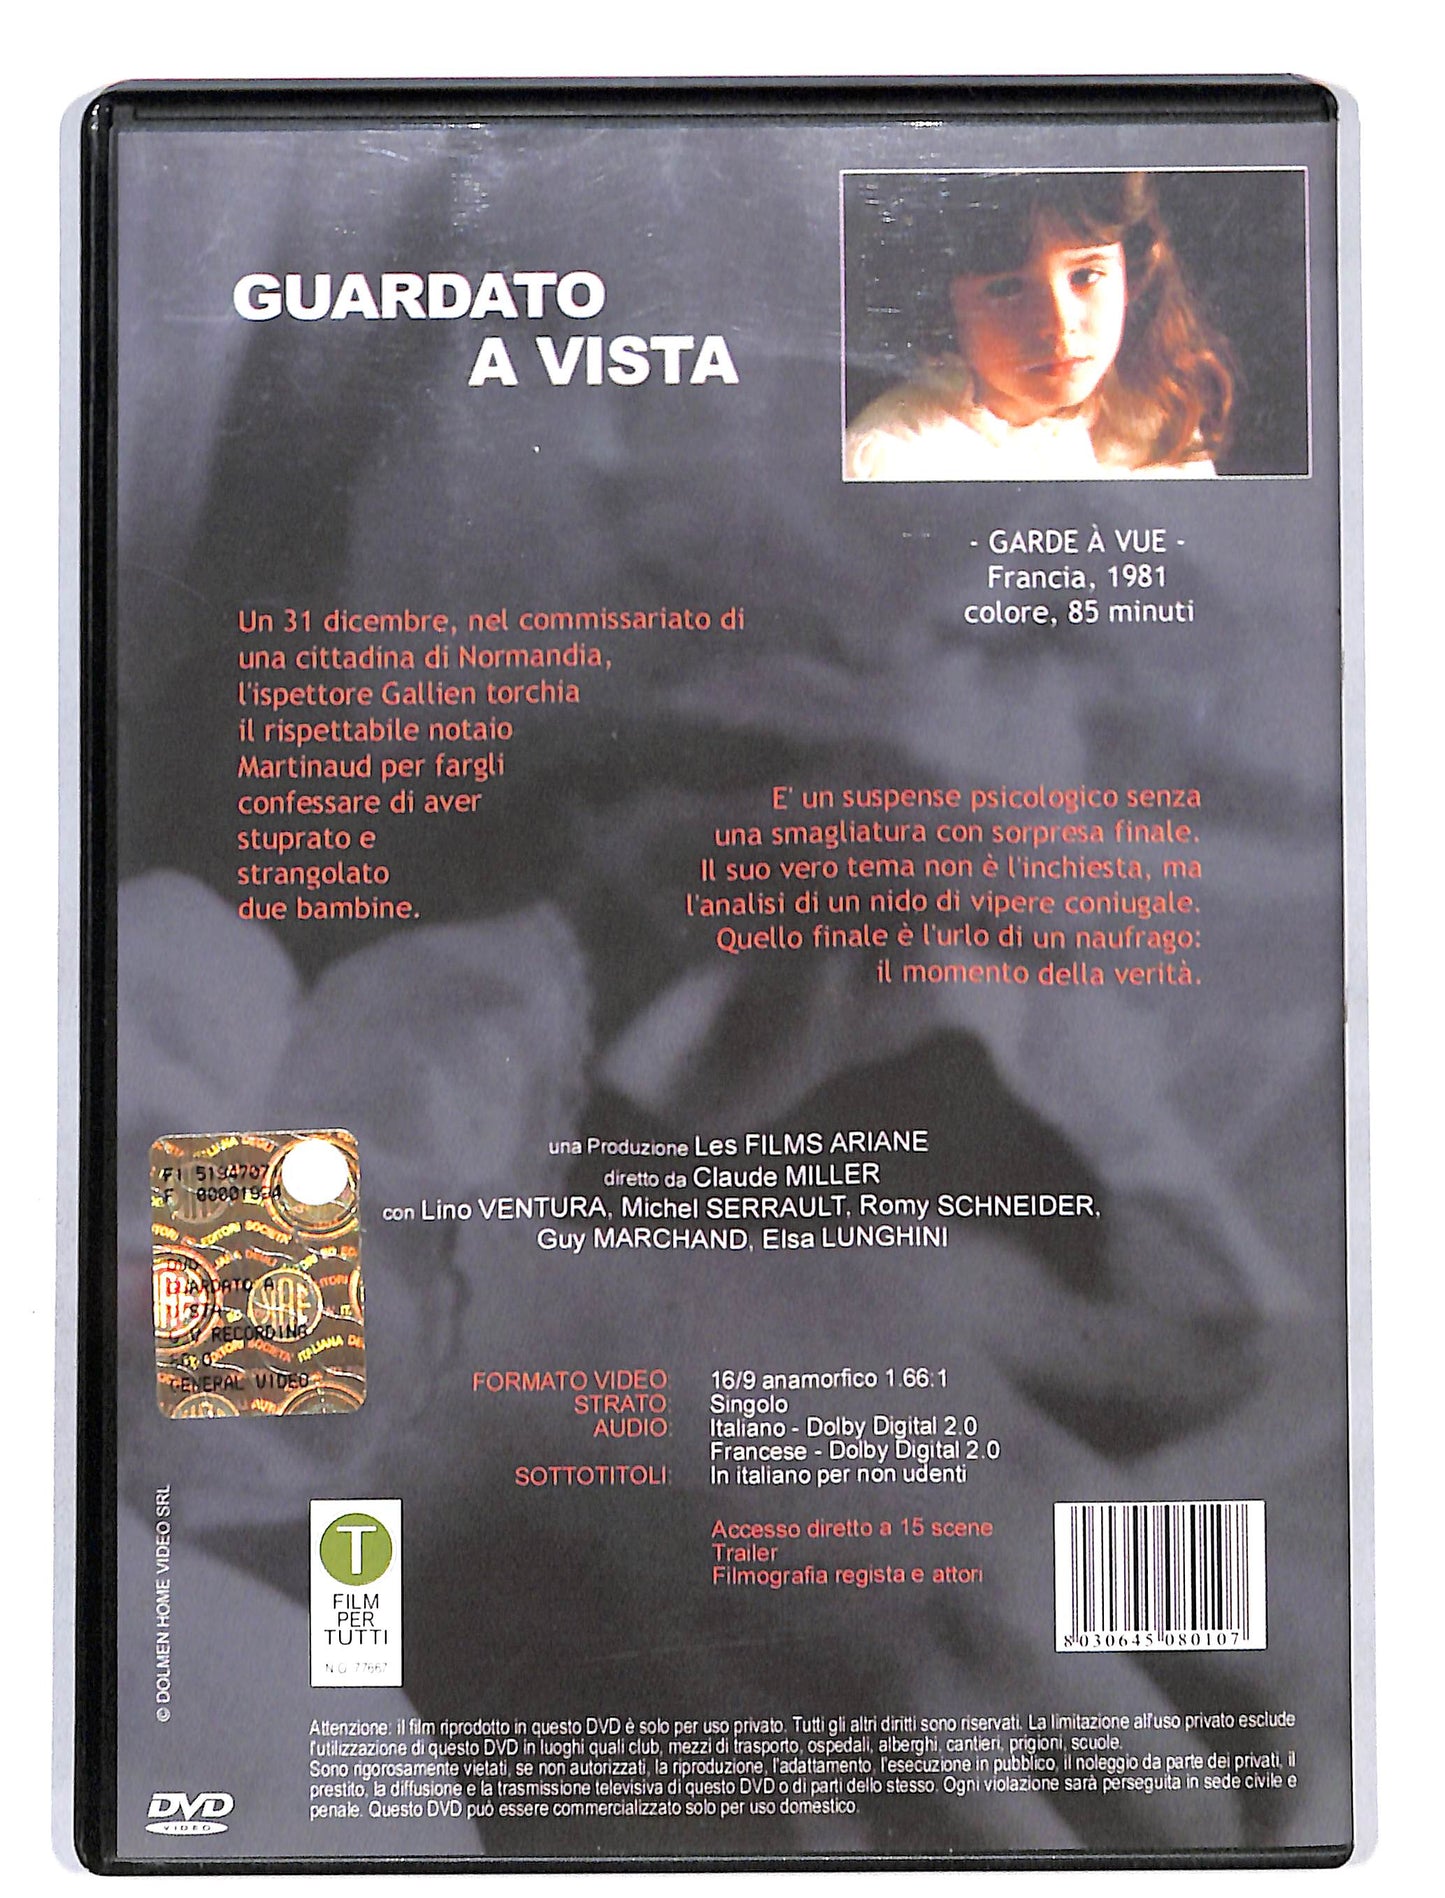 GUARDATO
A VISTA
- GARDE À VUE -
Francia, 1981
colore, 85 minuti
Un 31 dicembre, nel commissariato di
una cittadina di Normandia,
l'ispettore Gallien torchia
il rispettabile notaio
Martinaud per fargli
confessare di aver
stuprato e
strangolato
due bambine.
E' un suspense psicologico senza
una smagliatura con sorpresa finale.
Il suo vero tema non è l'inchiesta, ma
l'analisi di un nido di vipere coniugale.
Quello finale è l'urlo di un naufrago:
il momento della verità.
una Produzione Les FILMS ARIANE
diretto da Claude MILLER
con Lino VENTURA, Michel SERRAULT, Romy SCHNEIDER,
Guy MARCHAND, Elsa LUNGHINI
GUARDATO A
RECORDING
GENERAL VIDEO
FORMATO VIDEO: 16/9 anamorfico 1.66:1
STRATO: Singolo
AUDIO: Italiano - Dolby Digital 2.0
Francese - Dolby Digital 2.0
SOTTOTITOLI: In italiano per non udenti
Accesso diretto a 15 scene
Trailer
Filmografia regista e attori
T
FILM
PER
TUTTI
N.O. 77667
8 030645 080107
© DOLMEN HOME VIDEO SRL
Attenzione: il film riprodotto in questo DVD è solo per uso privato. Tutti gli altri diritti sono riservati. La limitazione all'uso privato esclude
l'utilizzazione di questo DVD in luoghi quali club, mezzi di trasporto, ospedali, alberghi, cantieri, prigioni, scuole.
Sono rigorosamente vietati, se non autorizzati, la riproduzione, l'adattamento, l'esecuzione in pubblico, il noleggio da parte dei privati, il
prestito, la diffusione e la trasmissione televisiva di questo DVD o di parti dello stesso. Ogni violazione sarà perseguita in sede civile e
penale. Questo DVD può essere commercializzato solo per uso domestico.
DVD
VIDEO